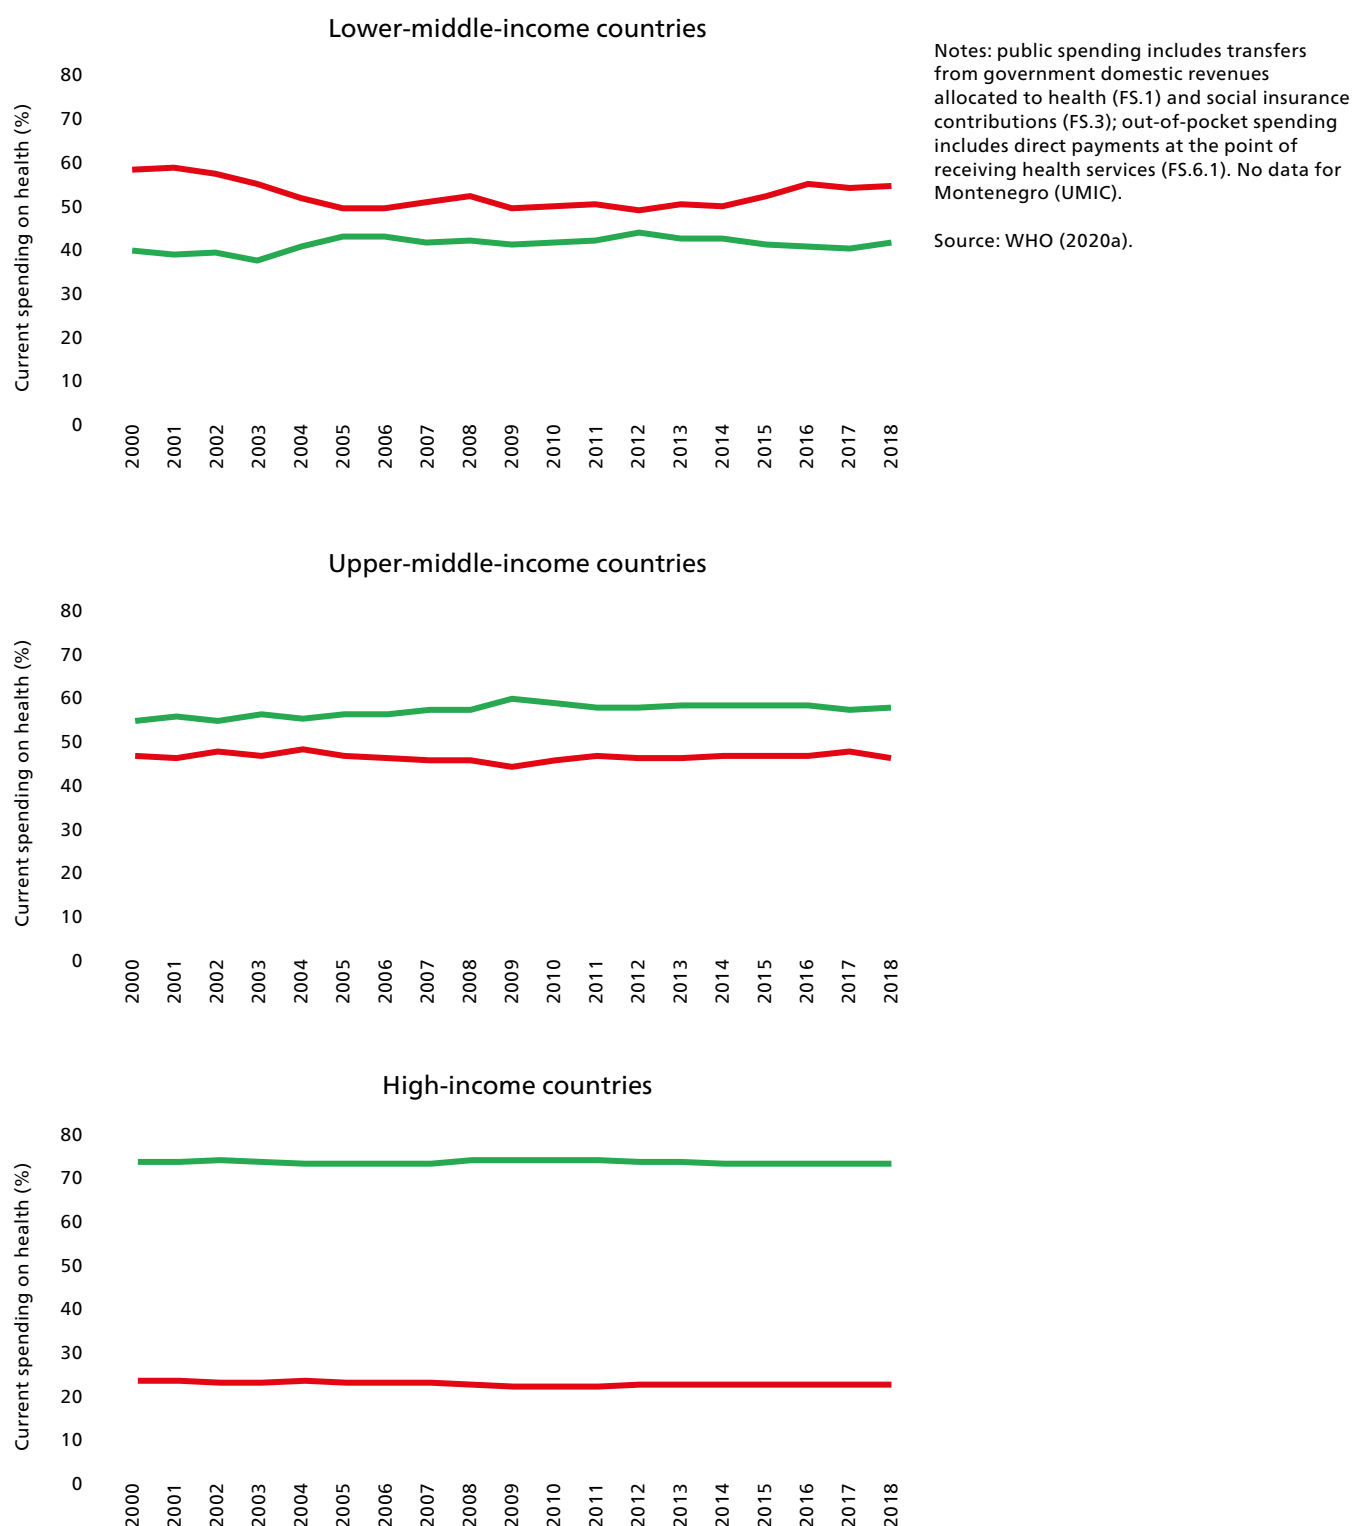 Lower-middle-income countries
Notes: public spending includes transfers
from government domestic revenues
allocated to health (FS.1) and social insurance
contributions (FS.3); out-of-pocket spending
includes direct payments at the point of
receiving health services (FS.6.1). No data for
Montenegro (UMIC).
Source: WHO (2020a).
Current spending on health (%)
80
70
60
50
40
30
20
10
0
2000 2001 2002 2003 2004 2005 2006 2007 2008 2009 2010 2011 2012 2013 2014 2015 2016 2017 2018
Upper-middle-income countries
Current spending on health (%)
80
70
60
50
40
30
20
10
0
2000 2001 2002 2003 2004 2005 2006 2007 2008 2009 2010 2011 2012 2013 2014 2015 2016 2017 2018
High-income countries
Current spending on health (%)
80
70
60
50
40
30
20
10
0
2000 2001 2002 2003 2004 2005 2006 2007 2008 2009 2010 2011 2012 2013 2014 2015 2016 2017 2018